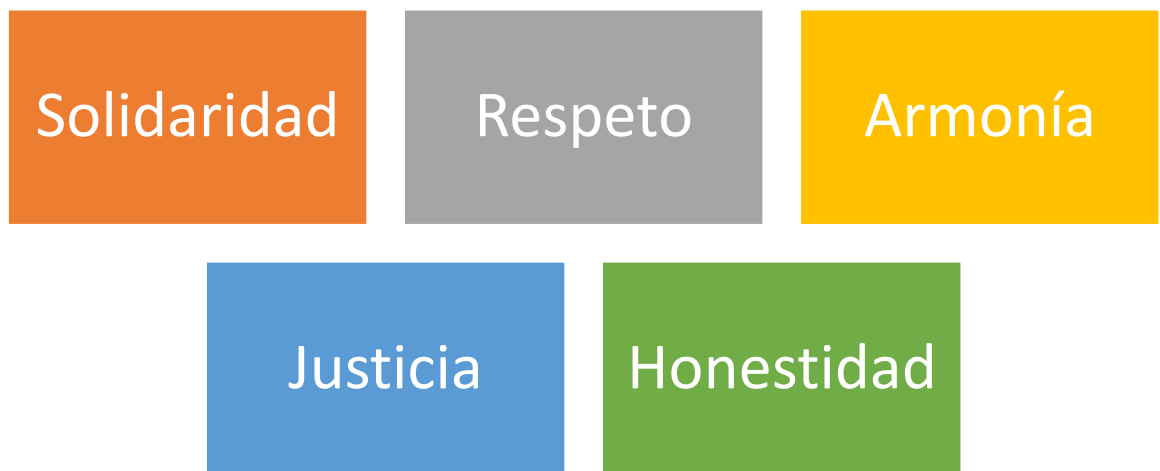 Solidaridad
Respeto
Armonía
Justicia
Honestidad